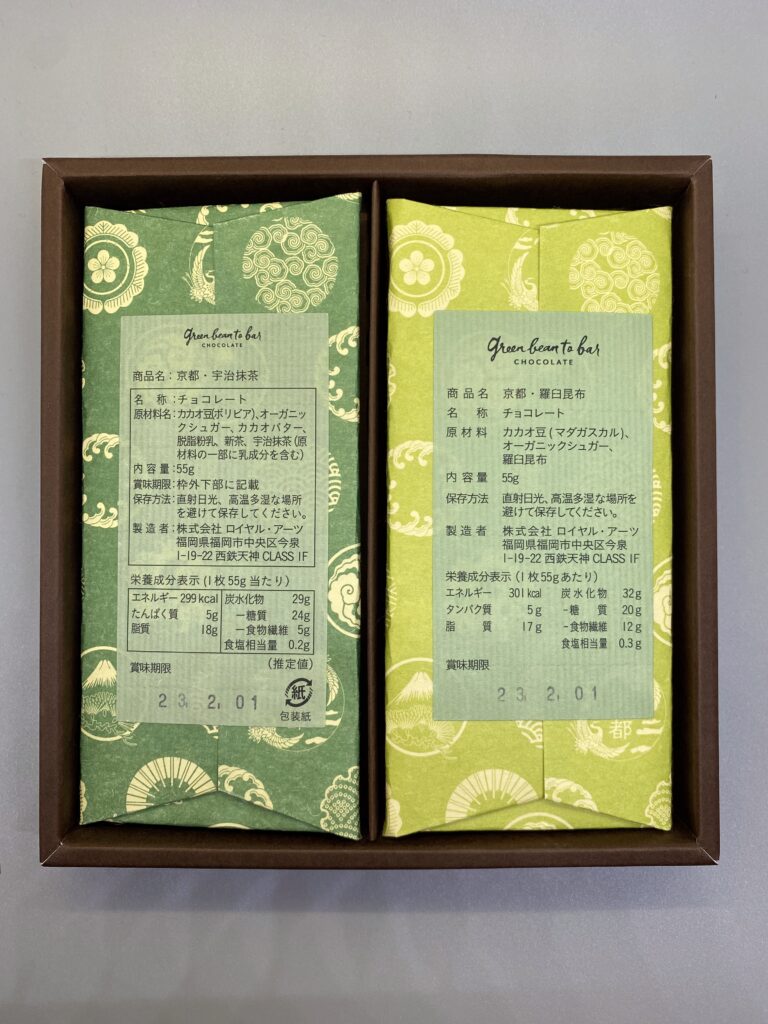 green bean to bar
CHOCOLATE
商品名：京都・宇治抹茶
名　称：チョコレート
原材料名：カカオ豆(ボリビア)、オーガニッ
クシュガー、カカオバター、
脱脂粉乳、新茶、宇治抹茶(原
材料の一部に乳成分を含む)
内容量：55g
賞味期限：枠外下部に記載
保存方法：直射日光、高温多湿な場所
を避けて保存してください。
製造者：株式会社 ロイヤル・アーツ
福岡県福岡市中央区今泉
1-19-22 西鉄天神 CLASS 1F
栄養成分表示(1枚 55g 当たり)
エネルギー 299kcal 炭水化物 29g
たんぱく質 5g －糖質 24g
脂質 18g －食物繊維 5g
食塩相当量 0.2g
賞味期限 (推定値)
23. 2. 01
紙
包装紙
green bean to bar
CHOCOLATE
商品名 京都・羅臼昆布
名　称 チョコレート
原材料 カカオ豆(マダガスカル)、
オーガニックシュガー、
羅臼昆布
内容量 55g
保存方法 直射日光、高温多湿な場所を
避けて保存してください。
製造者 株式会社 ロイヤル・アーツ
福岡県福岡市中央区今泉
1-19-22 西鉄天神 CLASS 1F
栄養成分表示(1枚 55gあたり)
エネルギー 301kcal 炭水化物 32g
タンパク質 5g －糖　質 20g
脂　質 17g －食物繊維 12g
食塩相当量 0.3g
賞味期限
23. 2. 01
都